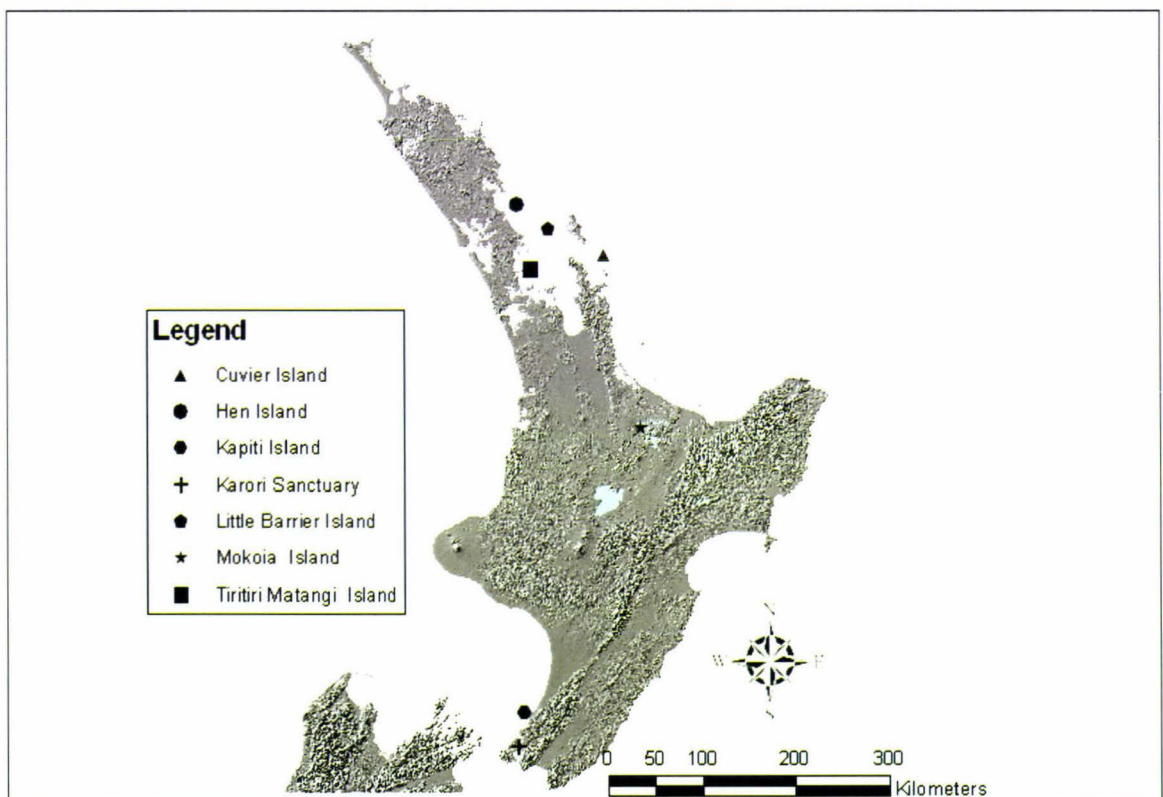 Legend
Cuvier Island
Hen Island
Kapiti Island
Karori Sanctuary
Little Barrier Island
Mokoia Island
Tiritiri Matangi Island
N
W E
S
0 50 100 200 300
Kilometers